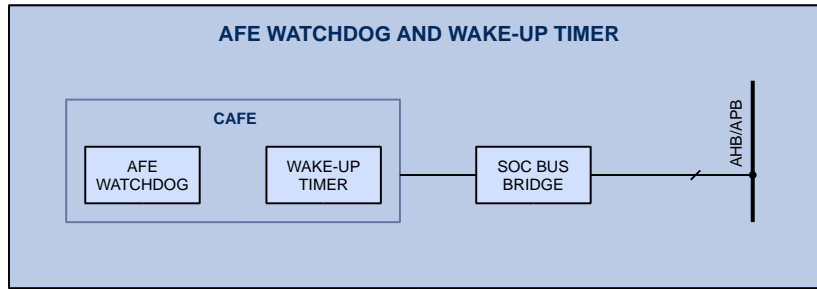 AFE WATCHDOG AND WAKE-UP TIMER
CAFE
AFE
WATCHDOG
WAKE-UP
TIMER
SOC BUS
BRIDGE
AHB/APB